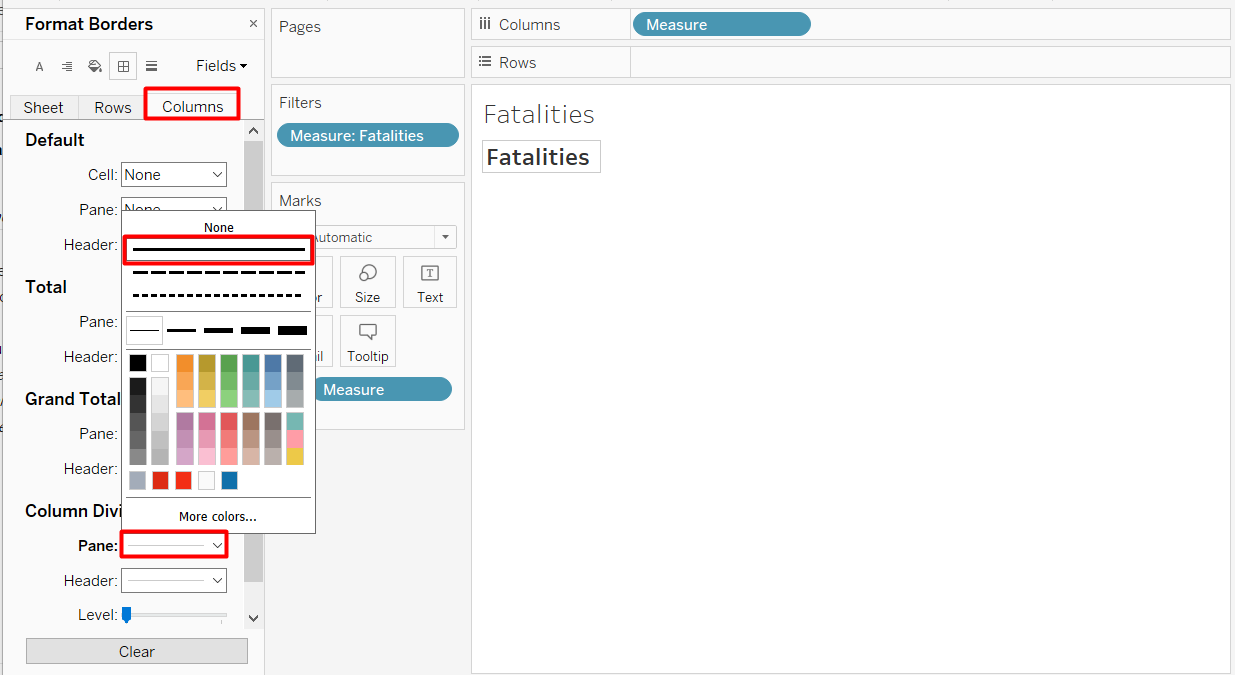 Format Borders
×
A
Fields
Sheet Rows Columns
Default
Cell: None
Pane: None
Header:
None
Total
Pane:
Header:
Grand Total
Pane:
Header:
More colors...
Column Divi
Pane:
Header:
Level:
Clear
Pages
Filters
Measure: Fatalities
Marks
Automatic
Size
T
Text
Tooltip
Measure
Columns
Measure
Rows
Fatalities
Fatalities